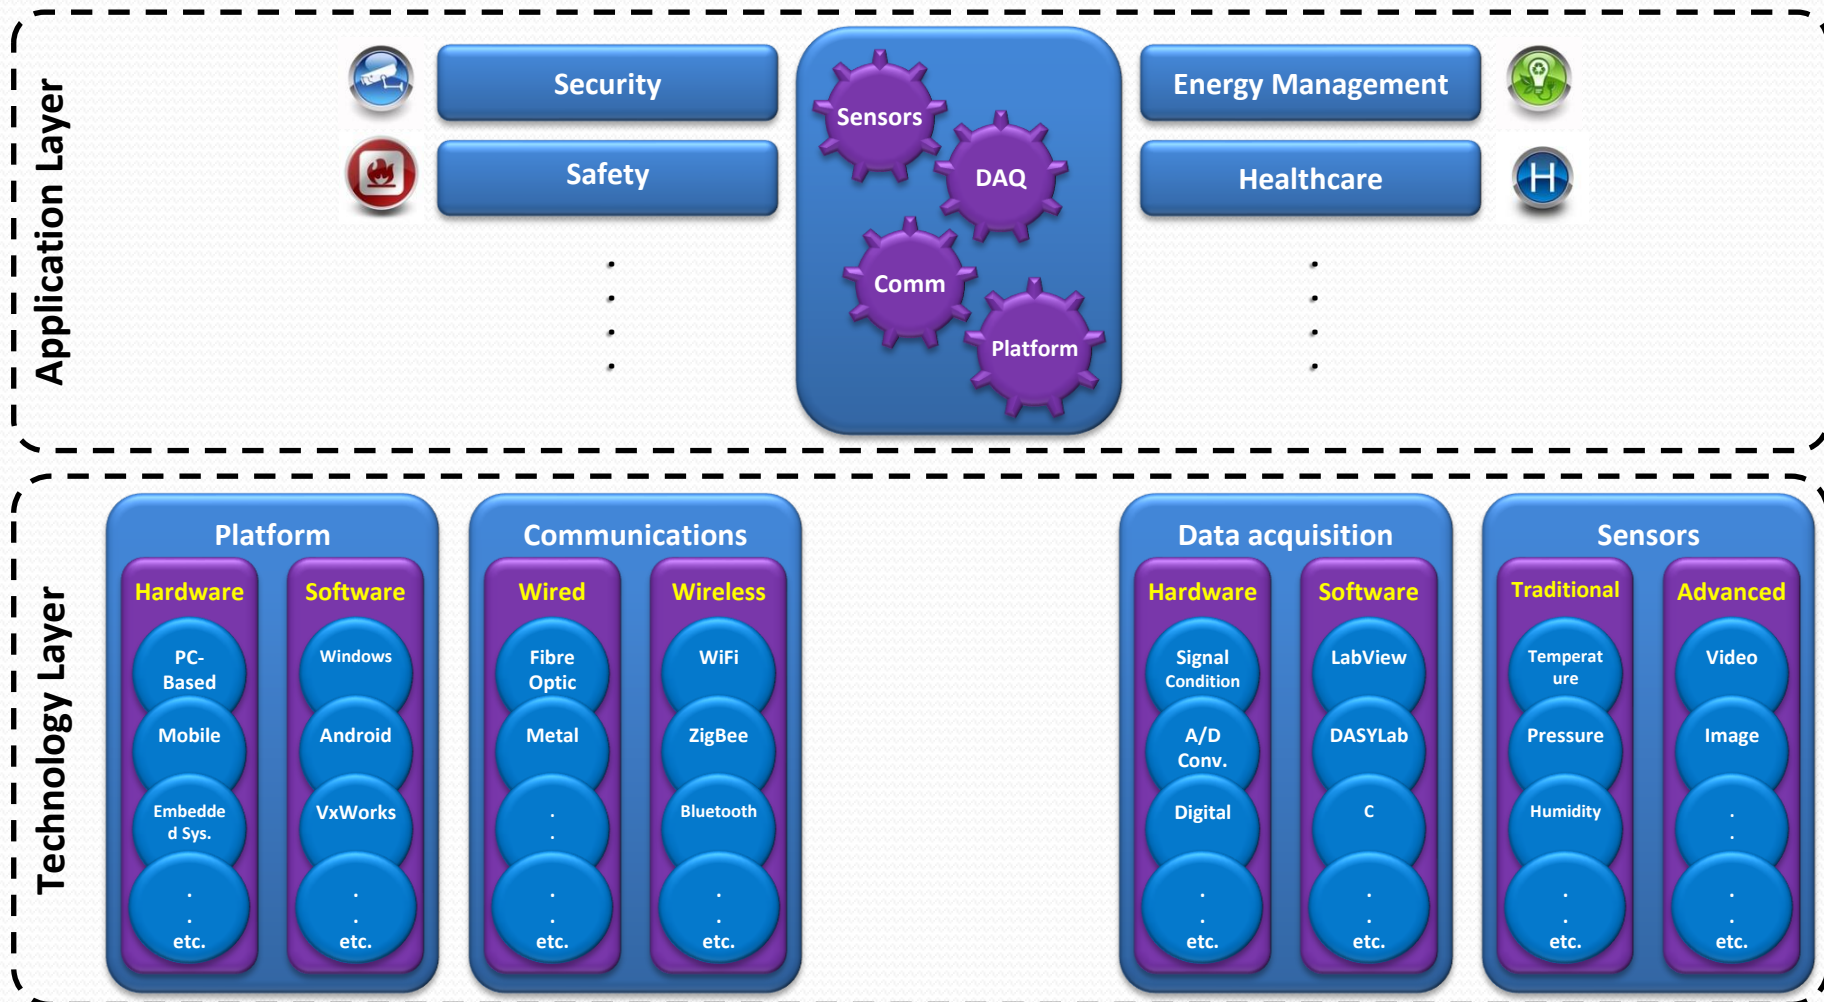 Application Layer
Security
Safety
.
.
.
.
Sensors
DAQ
Comm
Platform
Energy Management
Healthcare
H
.
.
.
.
Technology Layer
Platform
Hardware
PC-
Based
Mobile
Embedde
d Sys.
.
.
etc.
Software
Windows
Android
VxWorks
.
.
etc.
Communications
Wired
Fibre
Optic
Metal
.
.
.
.
etc.
Wireless
WiFi
ZigBee
Bluetooth
.
.
etc.
Data acquisition
Hardware
Signal
Condition
A/D
Conv.
Digital
.
.
etc.
Software
LabView
DASYLab
C
.
.
etc.
Sensors
Traditional
Temperat
ure
Pressure
Humidity
.
.
etc.
Advanced
Video
Image
.
.
.
.
etc.